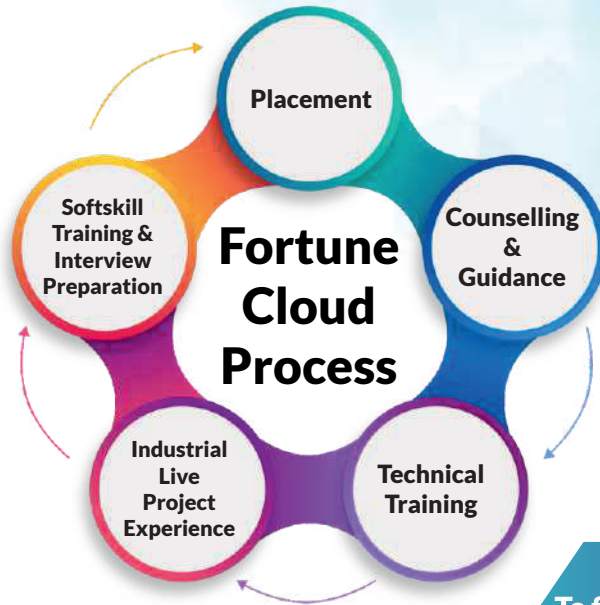 Placement
Counselling
&
Guidance
Technical
Training
Industrial
Live
Project
Experience
Softskill
Training &
Interview
Preparation
Fortune
Cloud
Process